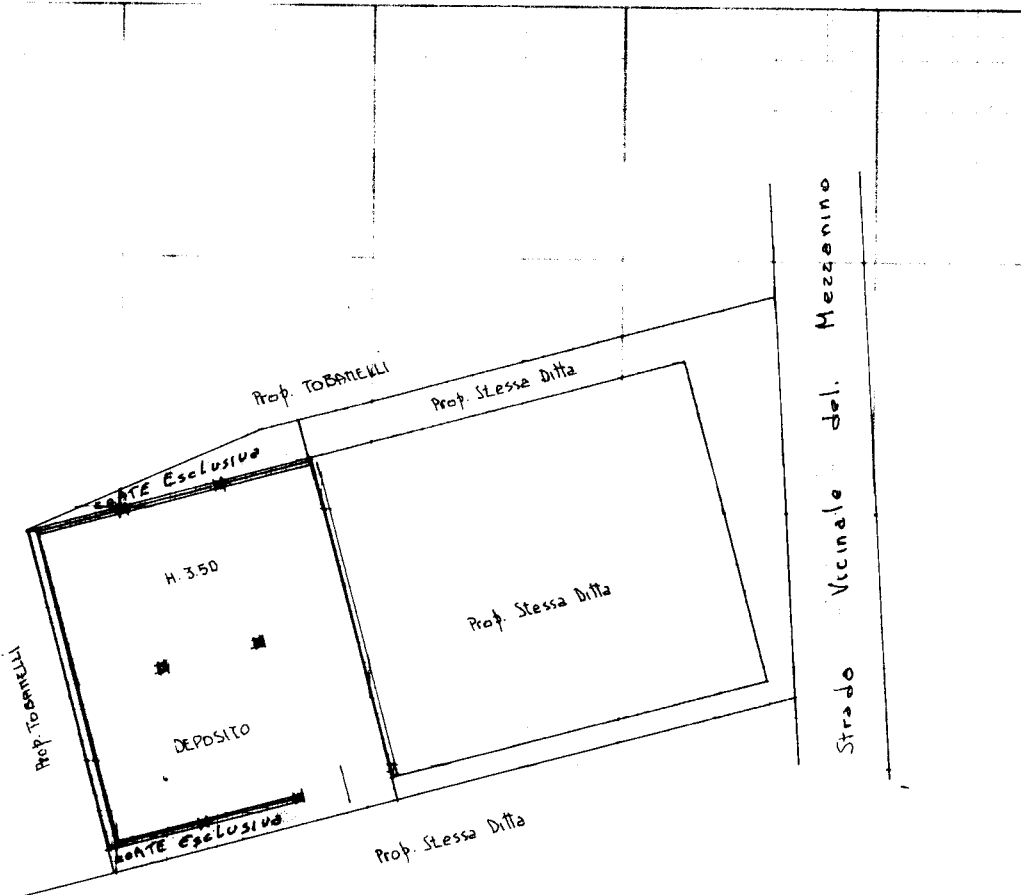 Prop. TOBANELLI
Prop. Stessa Ditta
CORTE Esclusiva
H. 3.50
Prop. Stessa Ditta
Prop. TOBANELLI
DEPOSITO
CORTE Esclusiva
Prop. Stessa Ditta
Strada Vicinale del Mezzanino